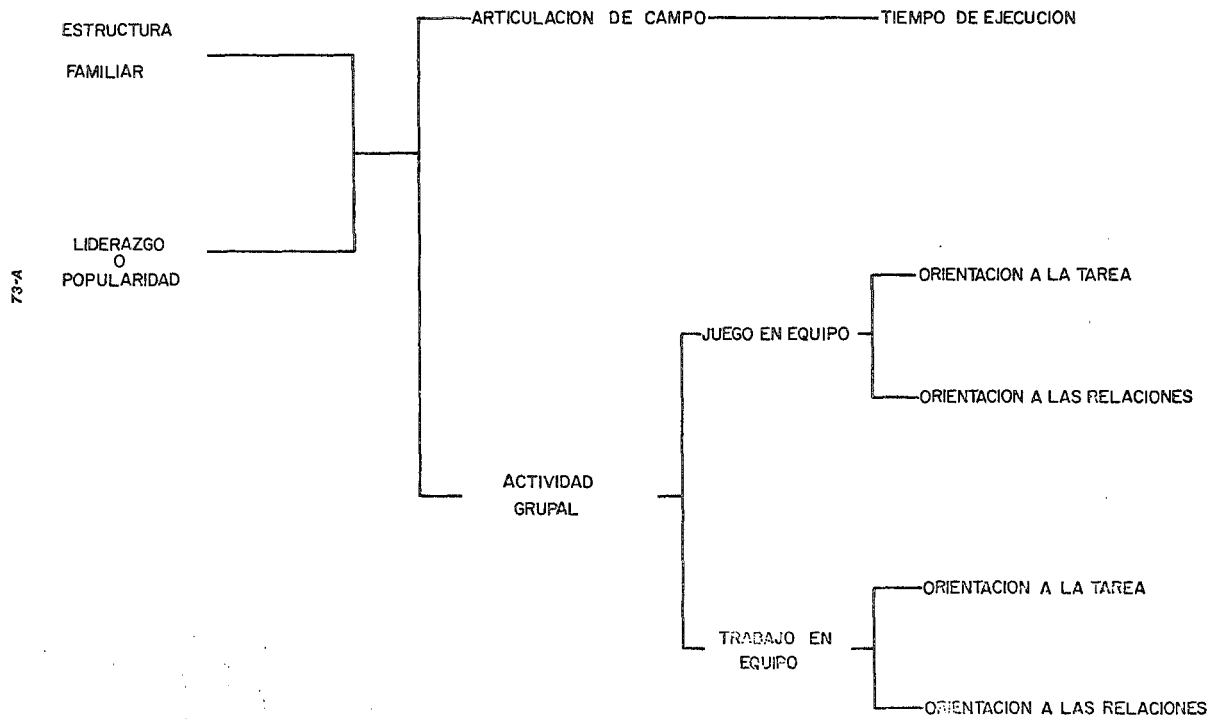 ESTRUCTURA
FAMILIAR
LIDERAZGO
O
POPULARIDAD
73-A
ARTICULACION DE CAMPO
TIEMPO DE EJECUCION
ACTIVIDAD
GRUPAL
JUEGO EN EQUIPO
ORIENTACION A LA TAREA
ORIENTACION A LAS RELACIONES
TRABAJO EN
EQUIPO
ORIENTACION A LA TAREA
ORIENTACION A LAS RELACIONES